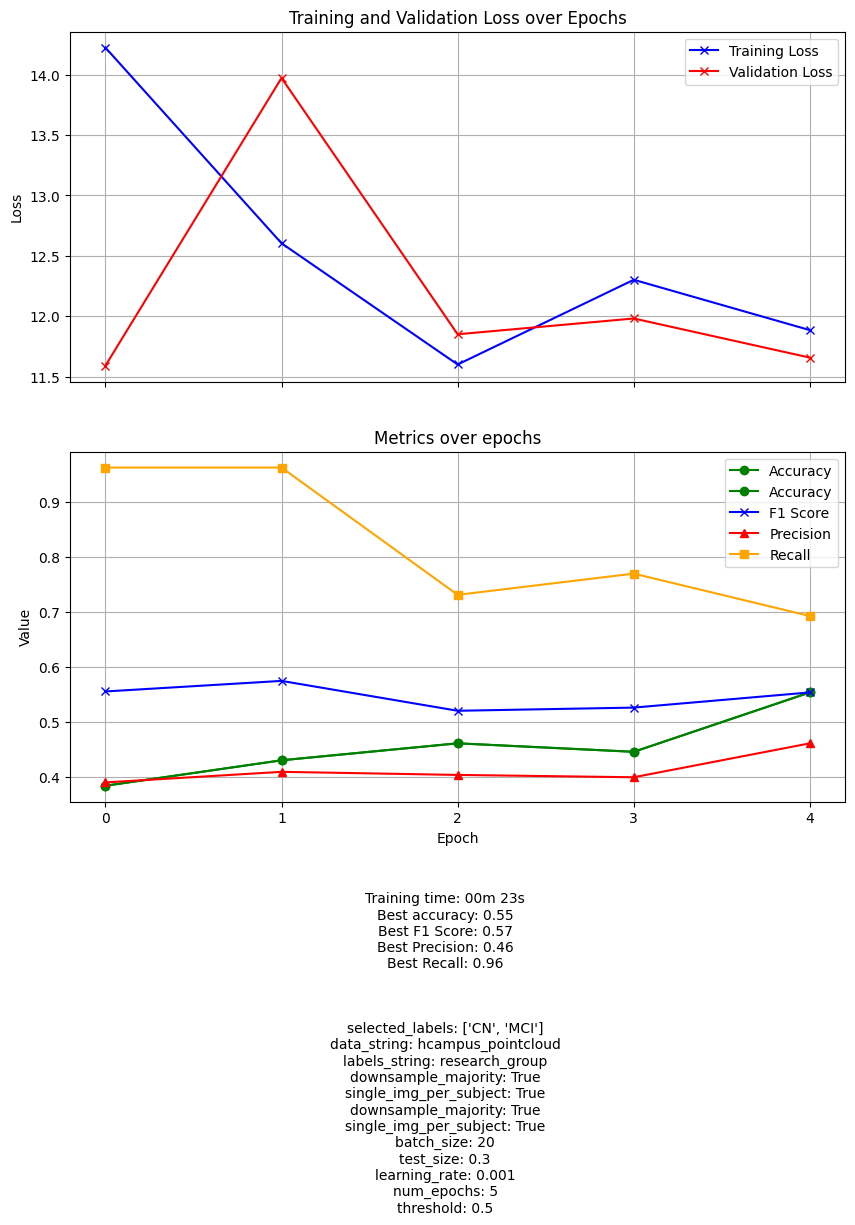 Training and Validation Loss over Epochs
Training Loss
Validation Loss
14.0
13.5
13.0
12.5
12.0
11.5
Loss
Metrics over epochs
Accuracy
Accuracy
F1 Score
Precision
Recall
0.9
0.8
0.7
0.6
0.5
0.4
Value
0 1 2 3 4
Epoch
Training time: 00m 23s
Best accuracy: 0.55
Best F1 Score: 0.57
Best Precision: 0.46
Best Recall: 0.96
selected_labels: ['CN', 'MCI']
data_string: hcampus_pointcloud
labels_string: research_group
downsample_majority: True
single_img_per_subject: True
downsample_majority: True
single_img_per_subject: True
batch_size: 20
test_size: 0.3
learning_rate: 0.001
num_epochs: 5
threshold: 0.5